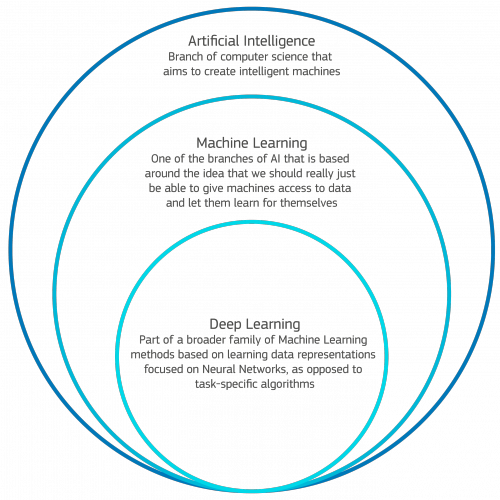 Artificial Intelligence
Branch of computer science that
aims to create intelligent machines
Machine Learning
One of the branches of AI that is based
around the idea that we should really just
be able to give machines access to data
and let them learn for themselves
Deep Learning
Part of a broader family of Machine Learning
methods based on learning data representations
focused on Neural Networks, as opposed to
task-specific algorithms